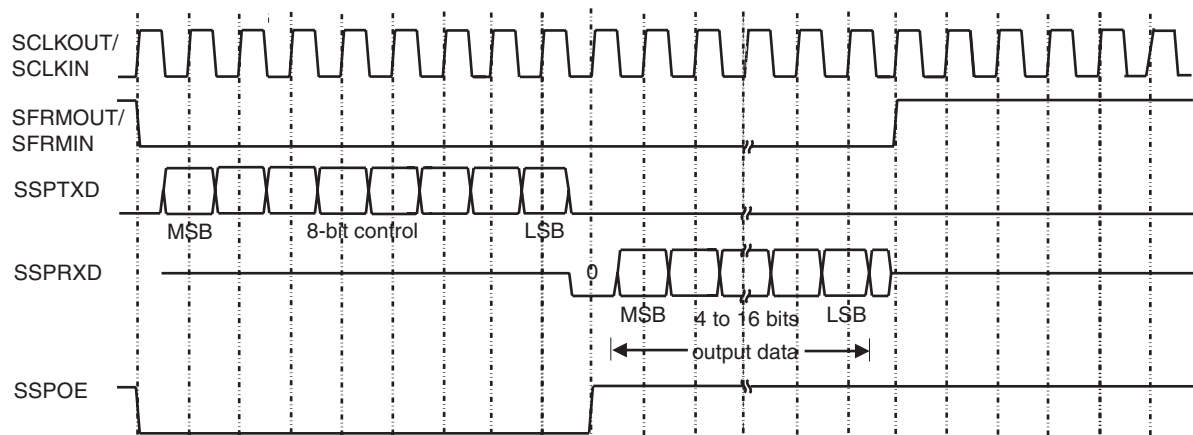 SCLKOUT/
SCLKIN
SFRMOUT/
SFRMIN
SSPTXD
MSB 8-bit control LSB
SSPRXD
0
MSB 4 to 16 bits LSB
output data
SSPOE